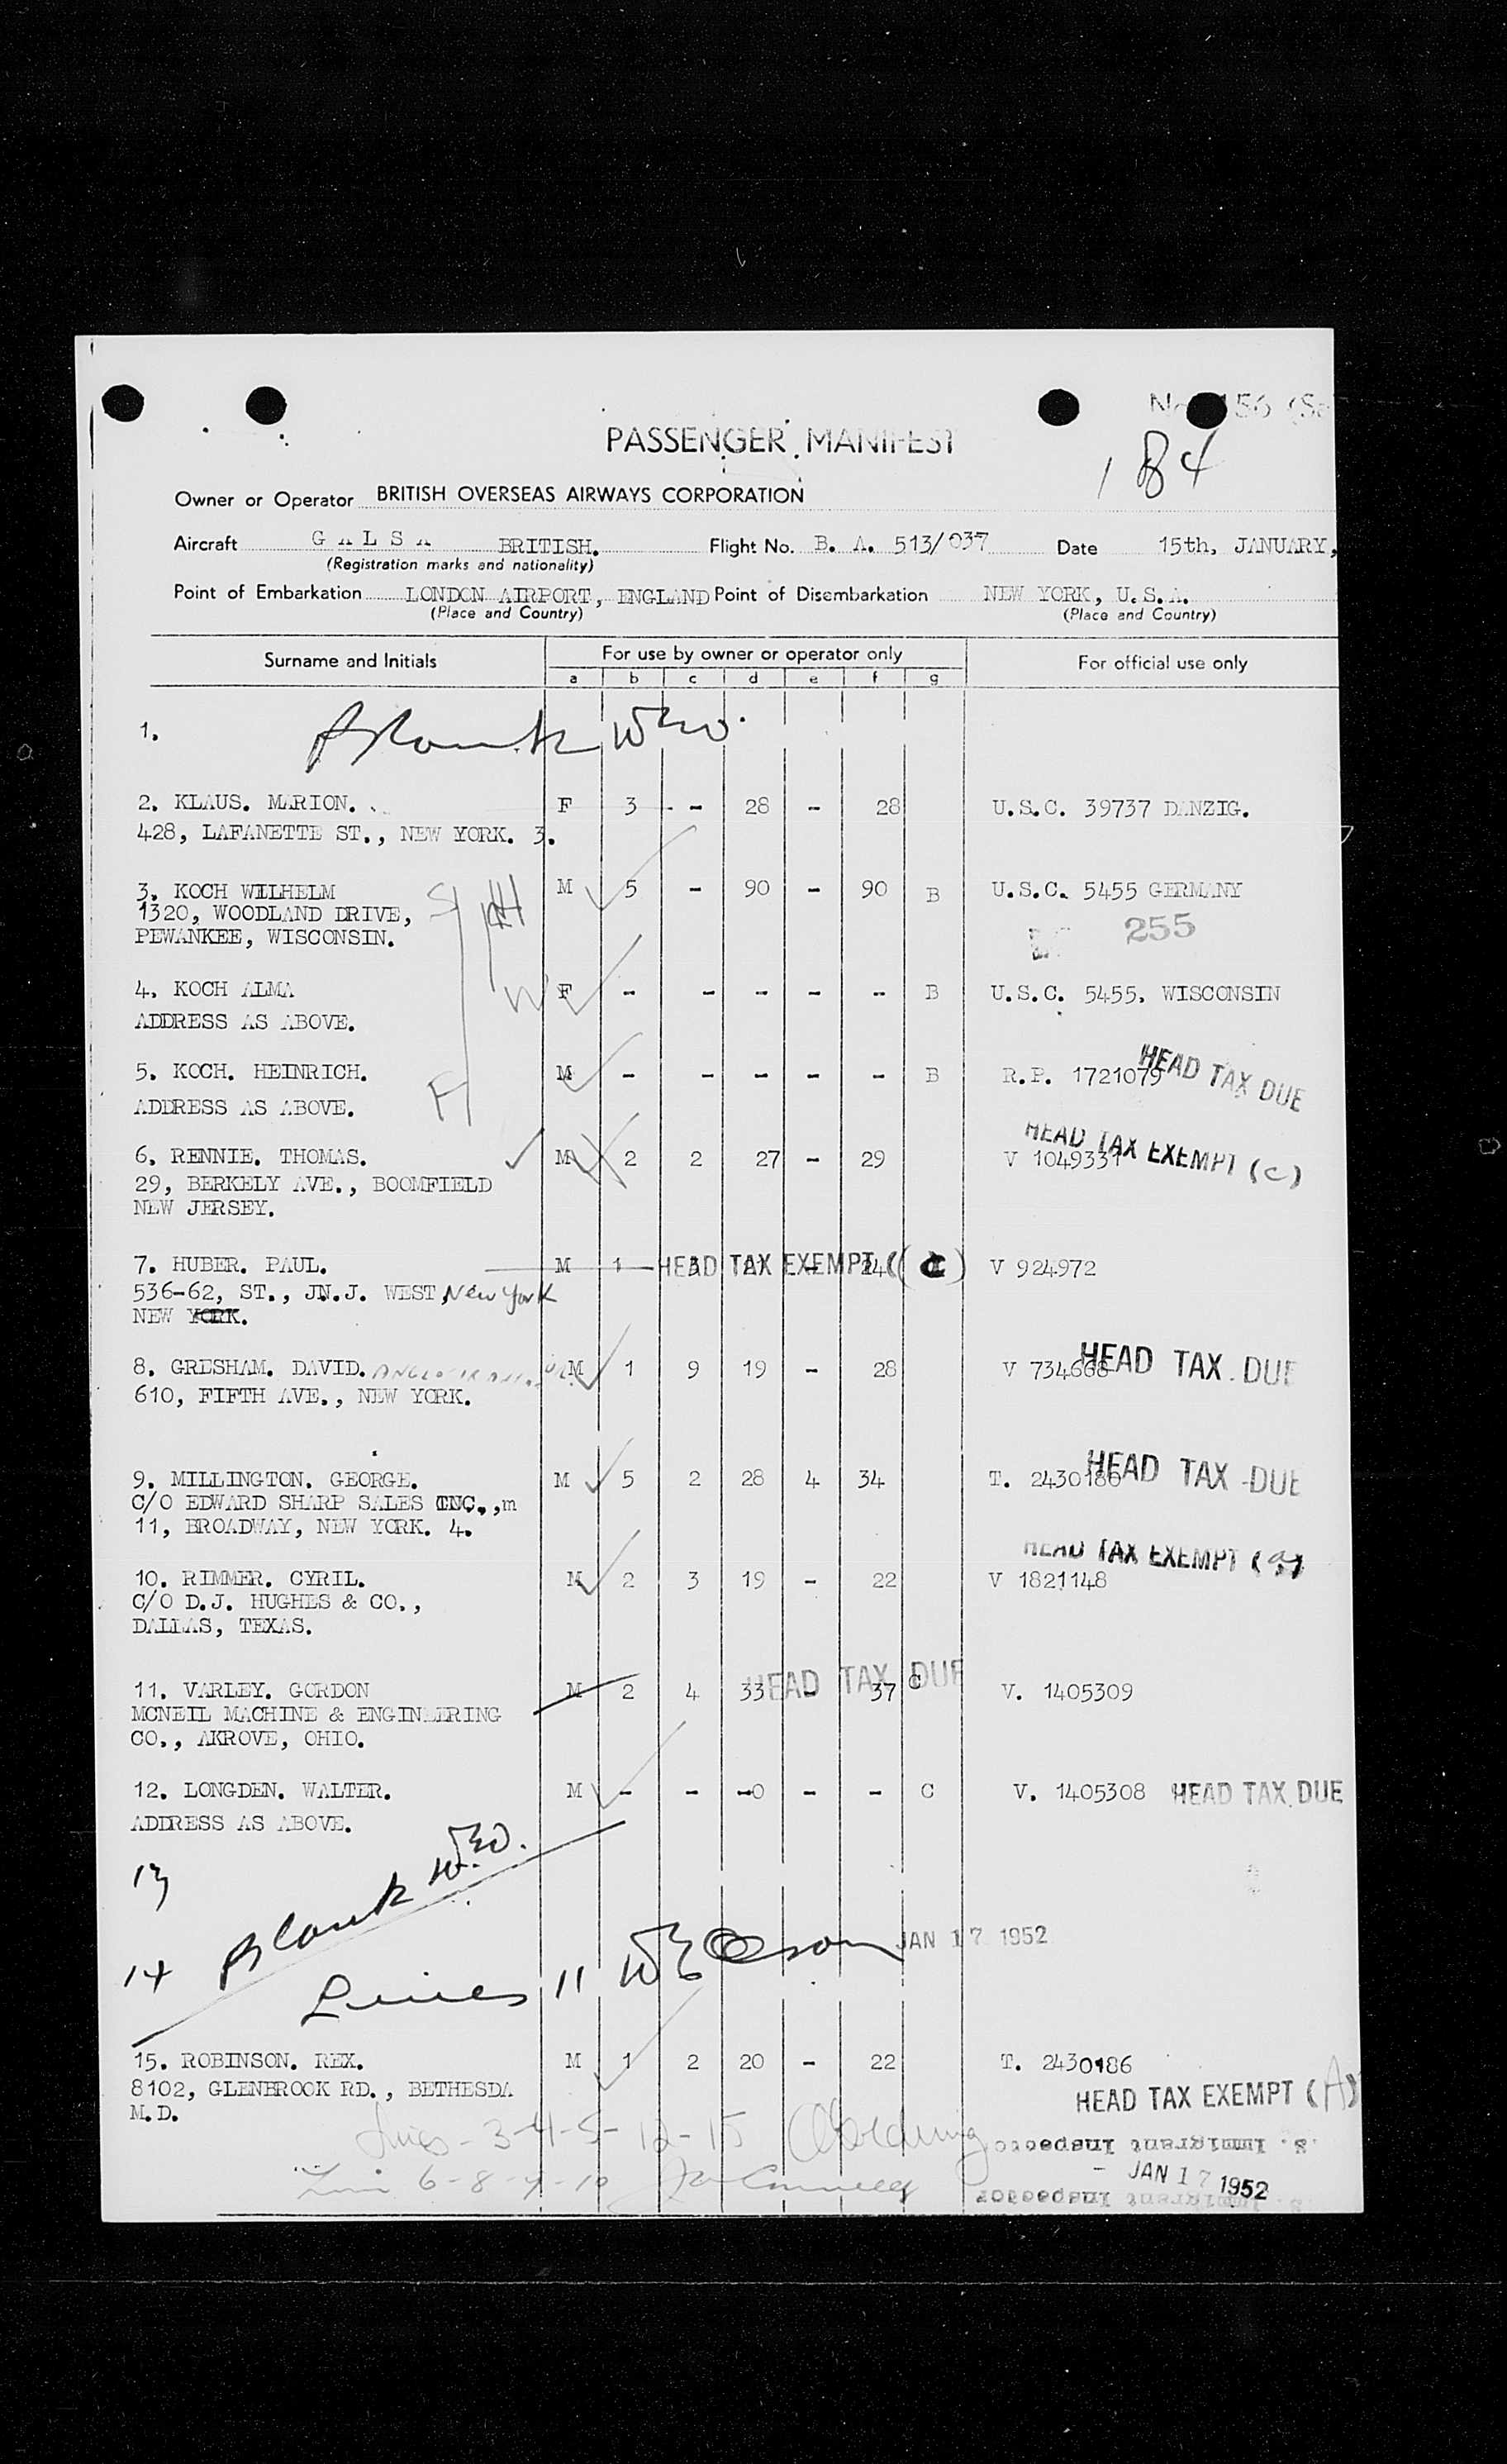 184
PASSENGER MANIFEST
Owner or Operator BRITISH OVERSEAS AIRWAYS CORPORATION
Aircraft G A L S A BRITISH. Flight No. B. A. 513/037 Date 15th, JANUARY,
(Registration marks and nationality)
Point of Embarkation LONDON AIRPORT, ENGLAND Point of Disembarkation NEW YORK, U.S.A.
(Place and Country) (Place and Country)
Surname and Initials For use by owner or operator only For official use only
a b c d e f g
1. Blank
2. KLAUS. MARION. F 3 - - 28 - 28 U.S.C. 39737 DANZIG.
428, LAFANETTE ST., NEW YORK. 3.
3. KOCH WILHELM M 5 - 90 - 90 B U.S.C. 5455 GERMANY
1320, WOODLAND DRIVE, 255
PEWANKEE, WISCONSIN.
4. KOCH ALMA W F - - - - - B U.S.C. 5455. WISCONSIN
ADDRESS AS ABOVE.
5. KOCH. HEINRICH. M - - - - - B R.P. 1721079 HEAD TAX DUE
ADDRESS AS ABOVE.
6. RENNIE. THOMAS. M 2 2 27 - 29 V 1049331 HEAD TAX EXEMPT (C)
29, BERKELY AVE., BOOMFIELD
NEW JERSEY.
7. HUBER. PAUL. M 1 HEAD TAX EXEMPT (C) V 924972
536-62, ST., JN.J. WEST, New York
NEW YORK.
8. GRESHAM. DAVID. M 1 9 19 - 28 V 734668 HEAD TAX DUE
610, FIFTH AVE., NEW YORK.
9. MILLINGTON. GEORGE. M 5 2 28 4 34 T. 2430186 HEAD TAX DUE
C/O EDWARD SHARP SALES INC.,m
11, BROADWAY, NEW YORK. 4.
HEAD TAX EXEMPT (a)
10. RIMMER. CYRIL. M 2 3 19 - 22 V 1821148
C/O D.J. HUGHES & CO.,
DALLAS, TEXAS.
HEAD TAX DUE
11. VARLEY. GORDON M 2 4 33 - 37 C V. 1405309
MCNEIL MACHINE & ENGINEERING
CO., AKROVE, OHIO.
12. LONGDEN. WALTER. M - - -0 - - C V. 1405308 HEAD TAX DUE
ADDRESS AS ABOVE.
13
14 Blank
JAN 17 1952
Lines 11
15. ROBINSON. REX. M 1 2 20 - 22 T. 2430186
8102, GLENBROOK RD., BETHESDA HEAD TAX EXEMPT (A)
M.D.
Lines - 3-4-5-12-15
S. Immigrant Inspector
6-8-9-10
JAN 17 1952
S. Immigrant Inspector